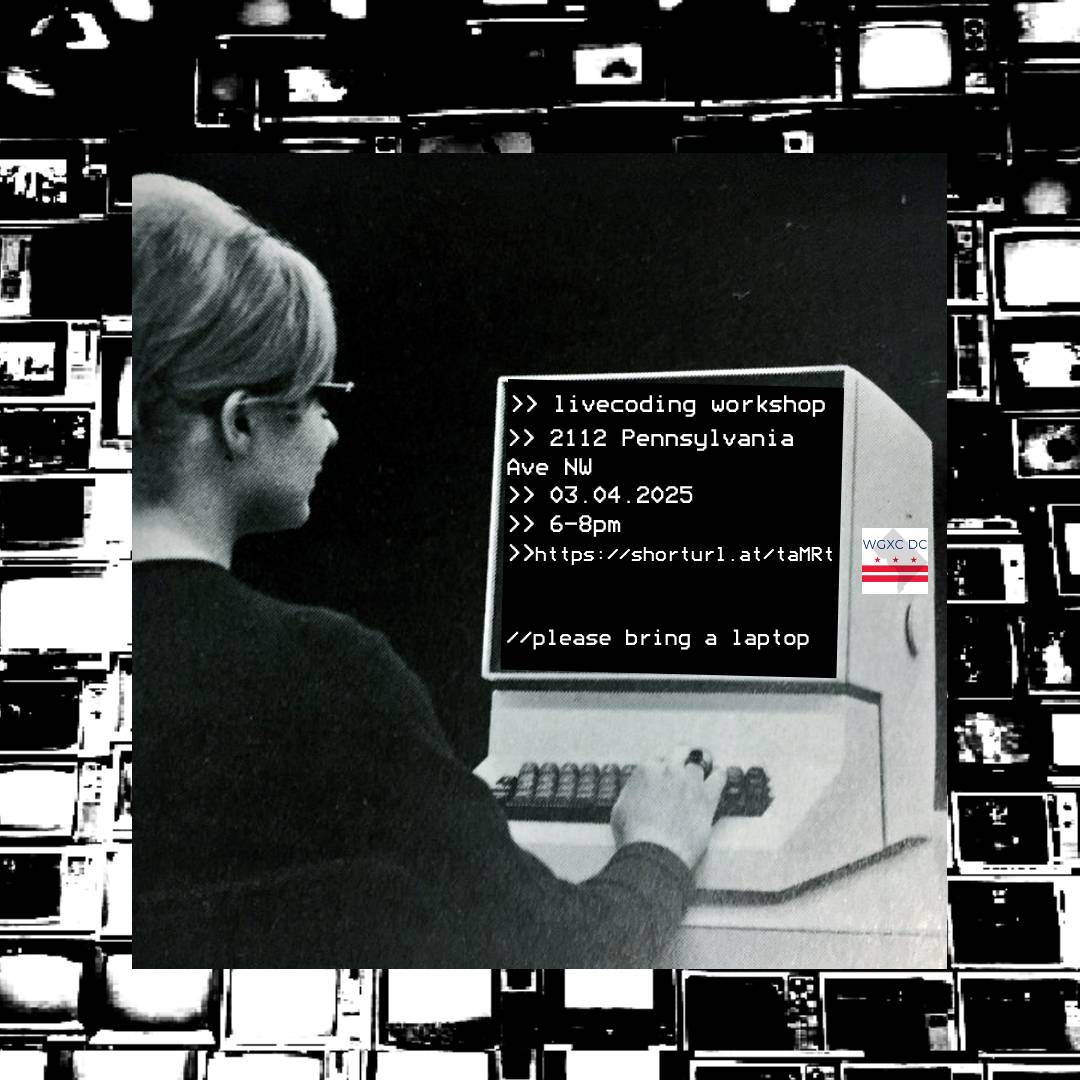 >> livecoding workshop
>> 2112 Pennsylvania
Ave NW
>> 03.04.2025
>> 6-8pm
>>https://shorturl.at/taMRt
WGXC DC
//please bring a laptop